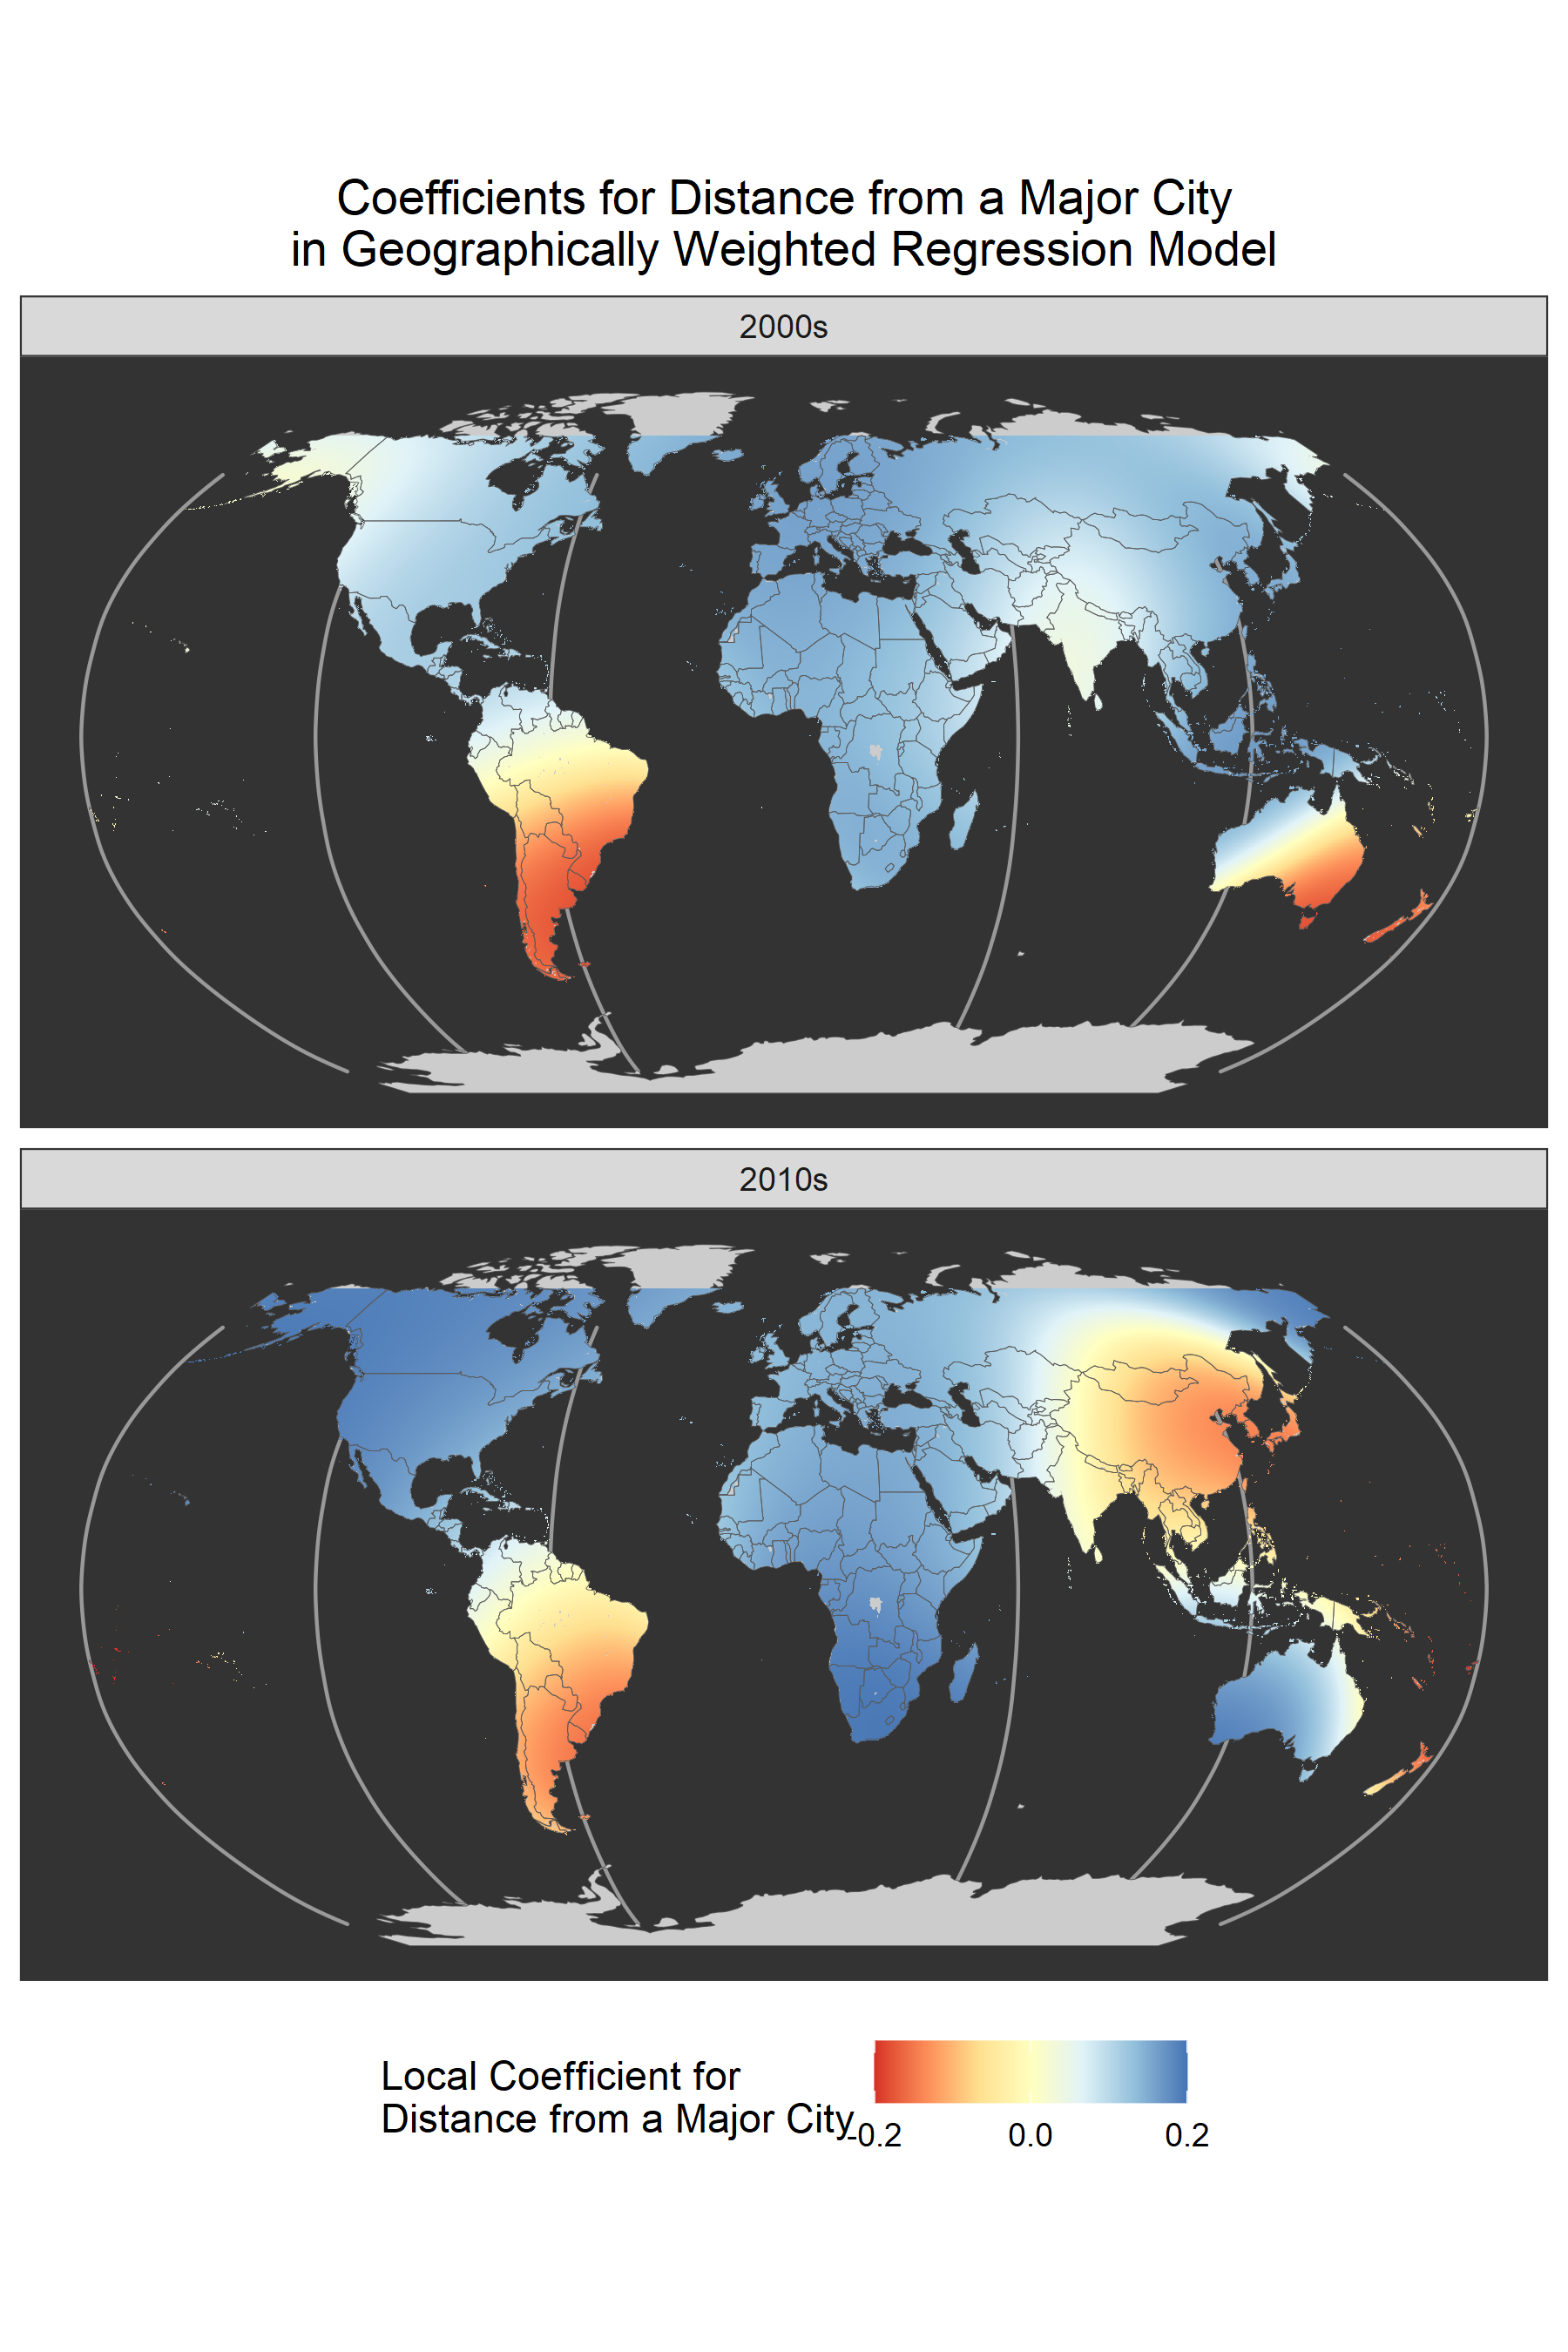 Coefficients for Distance from a Major City
in Geographically Weighted Regression Model
2000s
2010s
Local Coefficient for
Distance from a Major City
-0.2 0.0 0.2